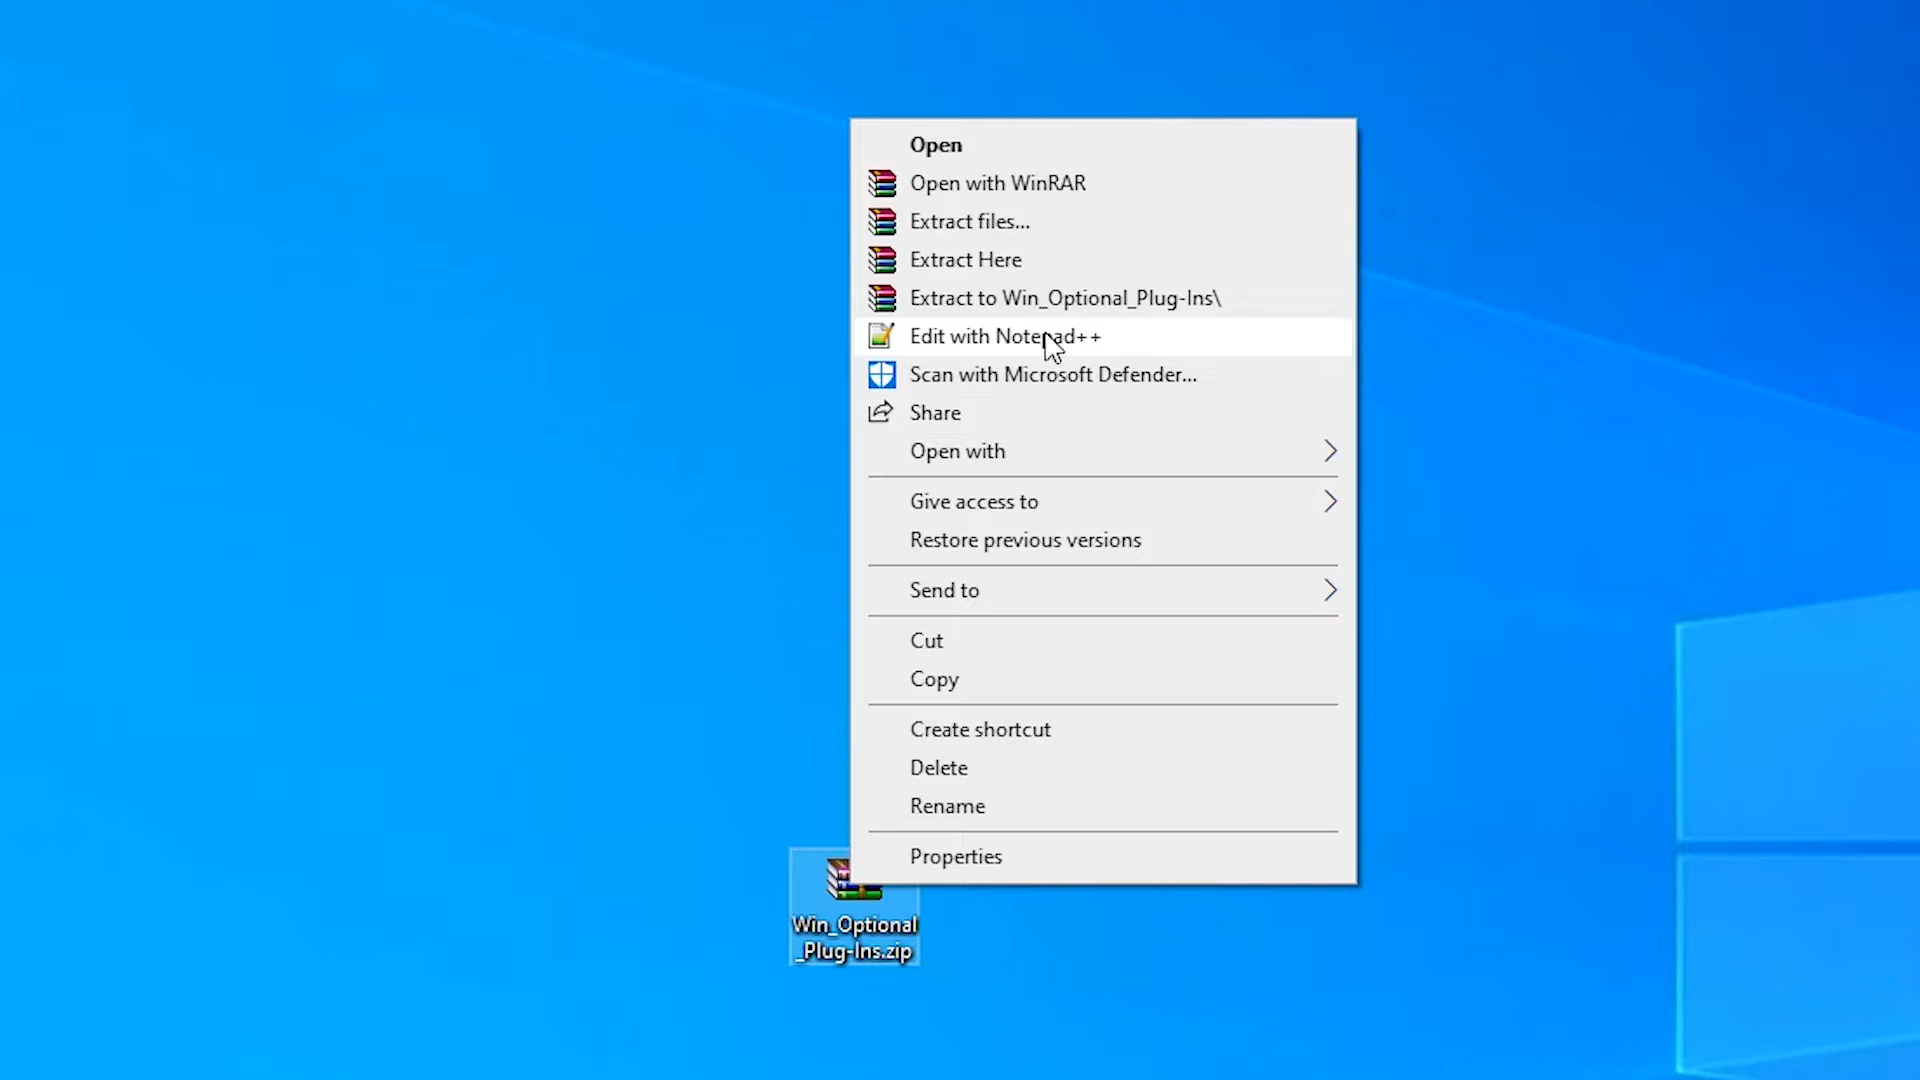 Open
Open with WinRAR
Extract files...
Extract Here
Extract to Win_Optional_Plug-Ins\
Edit with Notepad++
Scan with Microsoft Defender...
Share
Open with
Give access to
Restore previous versions
Send to
Cut
Copy
Create shortcut
Delete
Rename
Properties
Win_Optional
_Plug-Ins.zip